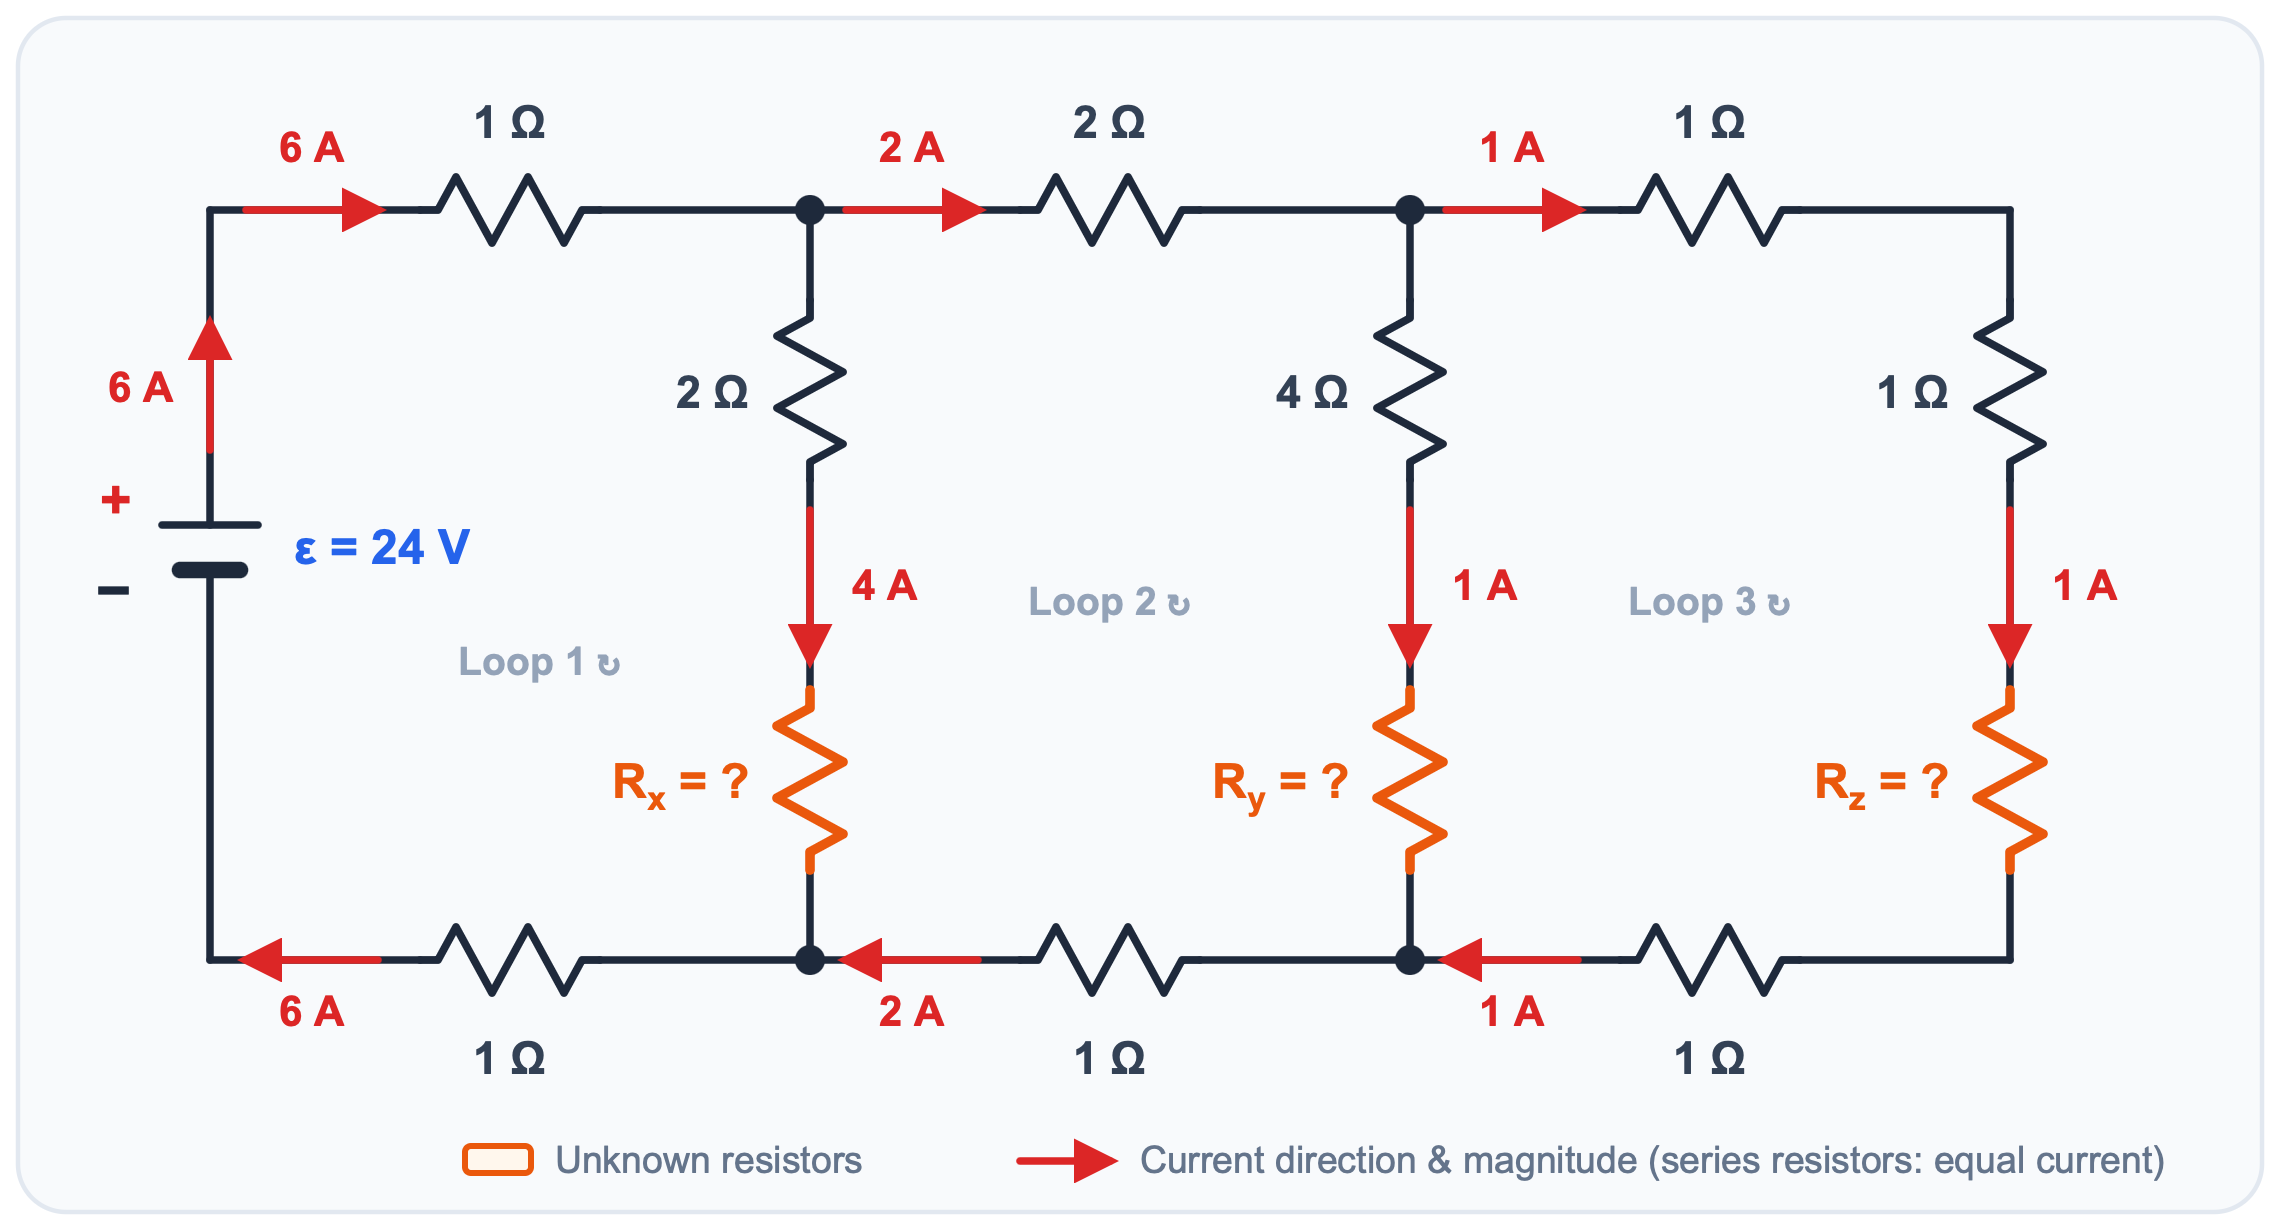 1 Ω
2 Ω
1 Ω
6 A
2 A
1 A
6 A
2 Ω
4 Ω
1 Ω
+
ε = 24 V
−
4 A
1 A
1 A
Loop 1 ↻
Loop 2 ↻
Loop 3 ↻
Rx = ?
Ry = ?
Rz = ?
6 A
2 A
1 A
1 Ω
1 Ω
1 Ω
Unknown resistors
Current direction & magnitude (series resistors: equal current)